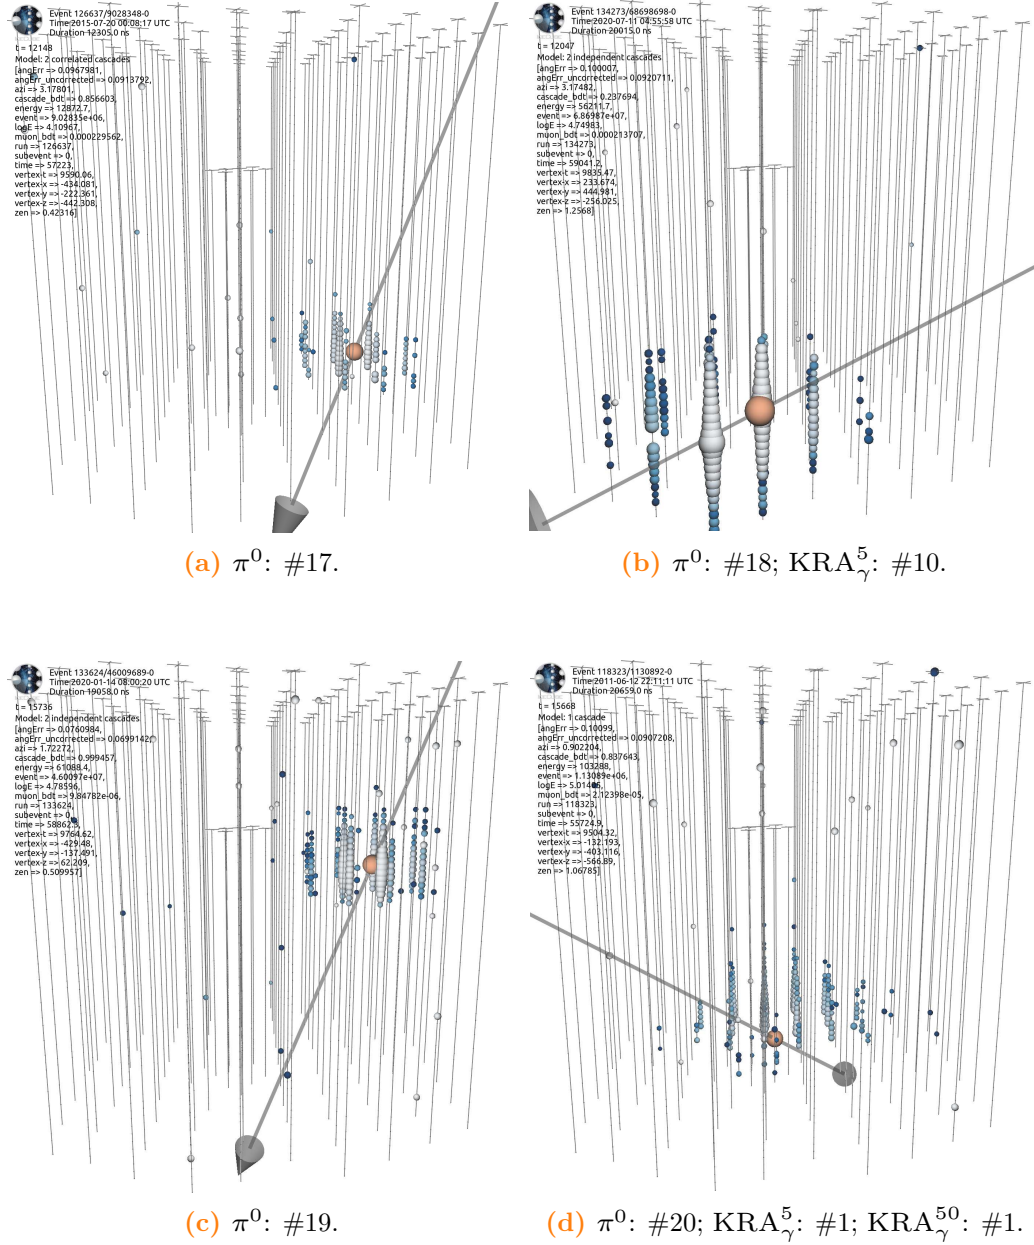 Event 126637/9028348-0
Time 2015-07-20 00:08:17 UTC
Duration 12305.0 ns
t = 12148
Model: 2 correlated cascades
[angErr => 0.0967981,
angErr_uncorrected => 0.0913792,
azi => 3.17801,
cascade_bdt => 0.856603,
energy => 12872.7,
event => 9.02835e+06,
logE => 4.10967,
muon_bdt => 0.000229562,
run => 126637,
subevent => 0,
time => 57223,
vertex-t => 9590.06,
vertex-x => -434.081,
vertex-y => -222.361,
vertex-z => -442.308,
zen => 0.42316]
(a) π⁰: #17.
Event 134273/68698698-0
Time 2020-07-11 04:55:58 UTC
Duration 20015.0 ns
t = 12047
Model: 2 independent cascades
[angErr => 0.100007,
angErr_uncorrected => 0.0920711,
azi => 3.17482,
cascade_bdt => 0.237694,
energy => 56211.7,
event => 6.86987e+07,
logE => 4.74983,
muon_bdt => 0.000213707,
run => 134273,
subevent => 0,
time => 59041.2,
vertex-t => 9835.47,
vertex-x => 233.674,
vertex-y => 444.981,
vertex-z => -256.025,
zen => 1.2568]
(b) π⁰: #18; KRA⁵γ: #10.
Event 133624/46009689-0
Time 2020-01-14 08:00:20 UTC
Duration 19058.0 ns
t = 15736
Model: 2 independent cascades
[angErr => 0.0760984,
angErr_uncorrected => 0.0699142,
azi => 1.72272,
cascade_bdt => 0.999457,
energy => 61088.4,
event => 4.60097e+07,
logE => 4.78596,
muon_bdt => 9.84782e-06,
run => 133624,
subevent => 0,
time => 58862.3,
vertex-t => 9764.62,
vertex-x => -429.48,
vertex-y => -137.491,
vertex-z => 62.209,
zen => 0.509957]
(c) π⁰: #19.
Event 118323/1130892-0
Time 2011-06-12 22:11:11 UTC
Duration 20659.0 ns
t = 15668
Model: 1 cascade
[angErr => 0.10099,
angErr_uncorrected => 0.0907208,
azi => 0.902204,
cascade_bdt => 0.837643,
energy => 103288,
event => 1.13089e+06,
logE =>
muon_bdt => 2.12398e-05,
run => 118323,
subevent => 0,
time => 55724.9,
vertex-t => 9504.32,
vertex-x => -132.193,
vertex-y => -403.116,
vertex-z => -566.89,
zen => 1.06785]
(d) π⁰: #20; KRA⁵γ: #1; KRA⁵⁰γ: #1.